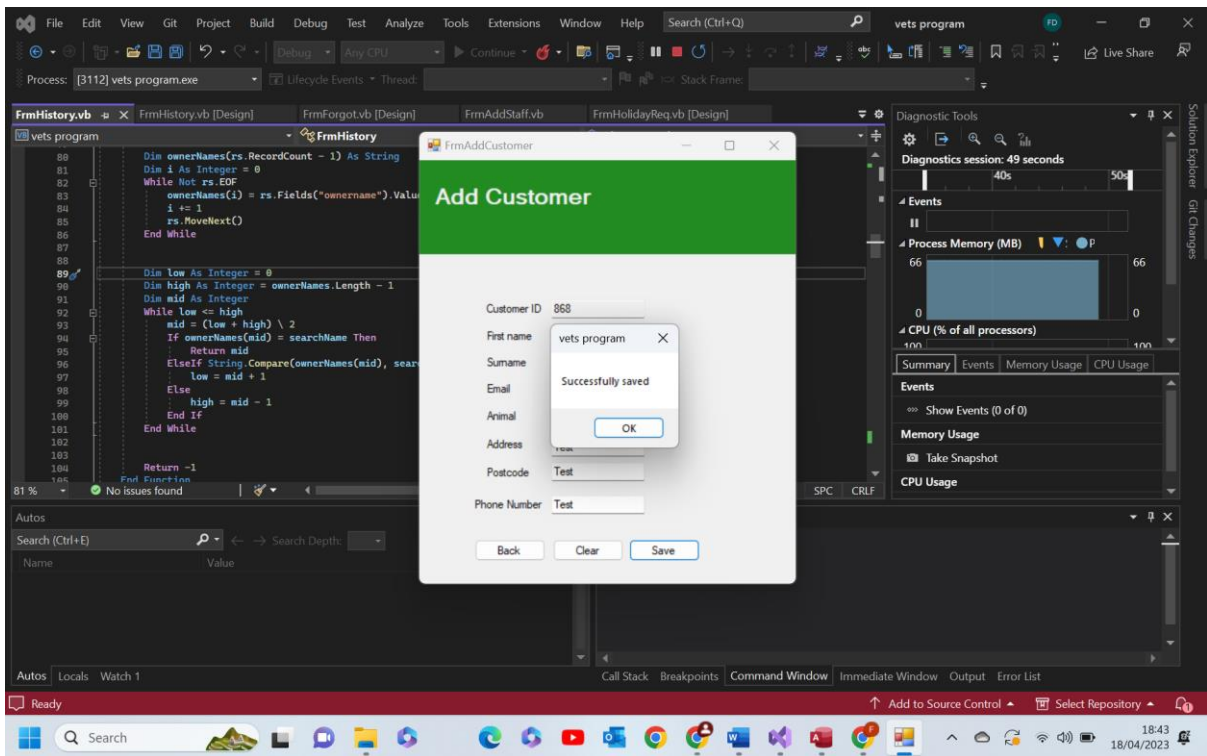 File Edit View Git Project Build Debug Test Analyze Tools Extensions Window Help Search (Ctrl+Q) vets program FD
Debug Any CPU Continue Live Share
Process: [3112] vets program.exe Lifecycle Events Thread: Stack Frame:
FrmHistory.vb FrmHistory.vb [Design] FrmForgot.vb [Design] FrmAddStaff.vb FrmHolidayReq.vb [Design]
vets program FrmHistory
80 Dim ownerNames(rs.RecordCount - 1) As String
81 Dim i As Integer = 0
82 While Not rs.EOF
83 ownerNames(i) = rs.Fields("ownername").Valu
84 i += 1
85 rs.MoveNext()
86 End While
87
88
89 Dim low As Integer = 0
90 Dim high As Integer = ownerNames.Length - 1
91 Dim mid As Integer
92 While low <= high
93 mid = (low + high) \ 2
94 If ownerNames(mid) = searchName Then
95 Return mid
96 ElseIf String.Compare(ownerNames(mid), sear
97 low = mid + 1
98 Else
99 high = mid - 1
100 End If
101 End While
102
103
104 Return -1
105 End Function
81 % No issues found SPC CRLF
FrmAddCustomer
Add Customer
Customer ID 868
First name
Surname
Email
Animal
Address Test
Postcode Test
Phone Number Test
Back Clear Save
vets program
Successfully saved
OK
Diagnostic Tools
Diagnostics session: 49 seconds
40s 50s
Events
Process Memory (MB) P
66 66
0 0
CPU (% of all processors)
100 100
Summary Events Memory Usage CPU Usage
Events
Show Events (0 of 0)
Memory Usage
Take Snapshot
CPU Usage
Solution Explorer
Git Changes
Autos
Search (Ctrl+E) Search Depth:
Name Value
Autos Locals Watch 1
Call Stack Breakpoints Command Window Immediate Window Output Error List
Ready Add to Source Control Select Repository
Search
18:43
18/04/2023